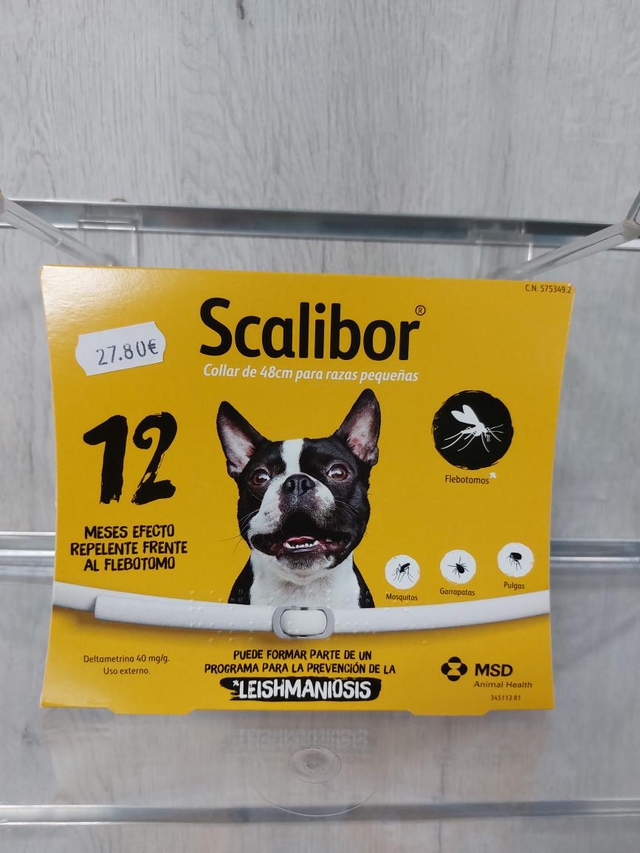 C.N. 575349.2
Scalibor®
Collar de 48cm para razas pequeñas
27.80€
12
MESES EFECTO
REPELENTE FRENTE
AL FLEBOTOMO
Flebotomos*
Mosquitos
Garrapatas
Pulgas
Deltametrina 40 mg/g.
Uso externo.
PUEDE FORMAR PARTE DE UN
PROGRAMA PARA LA PREVENCIÓN DE LA
*LEISHMANIOSIS
MSD
Animal Health
345113 R1